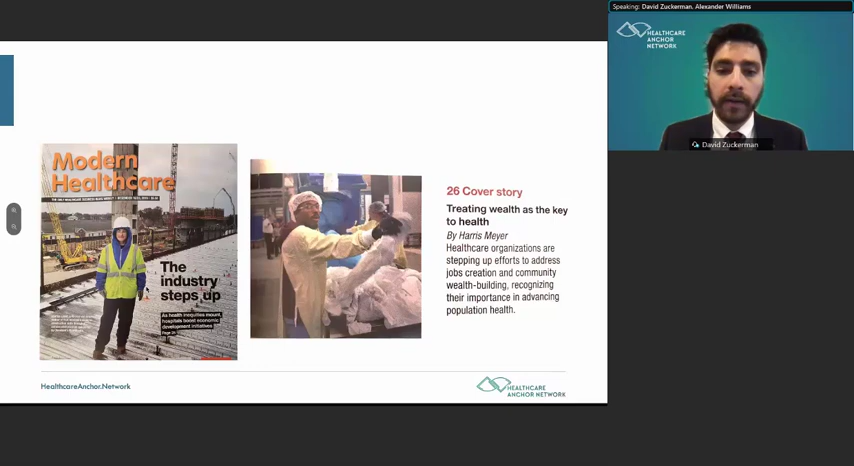 Speaking: David Zuckerman, Alexander Williams
HEALTHCARE
ANCHOR
NETWORK
David Zuckerman
Modern
Healthcare
The
industry
steps up
As health inequities mount,
hospitals boost economic
development initiatives
26 Cover story
Treating wealth as the key
to health
By Harris Meyer
Healthcare organizations are
stepping up efforts to address
jobs creation and community
wealth-building, recognizing
their importance in advancing
population health.
HealthcareAnchor.Network
HEALTHCARE
ANCHOR NETWORK